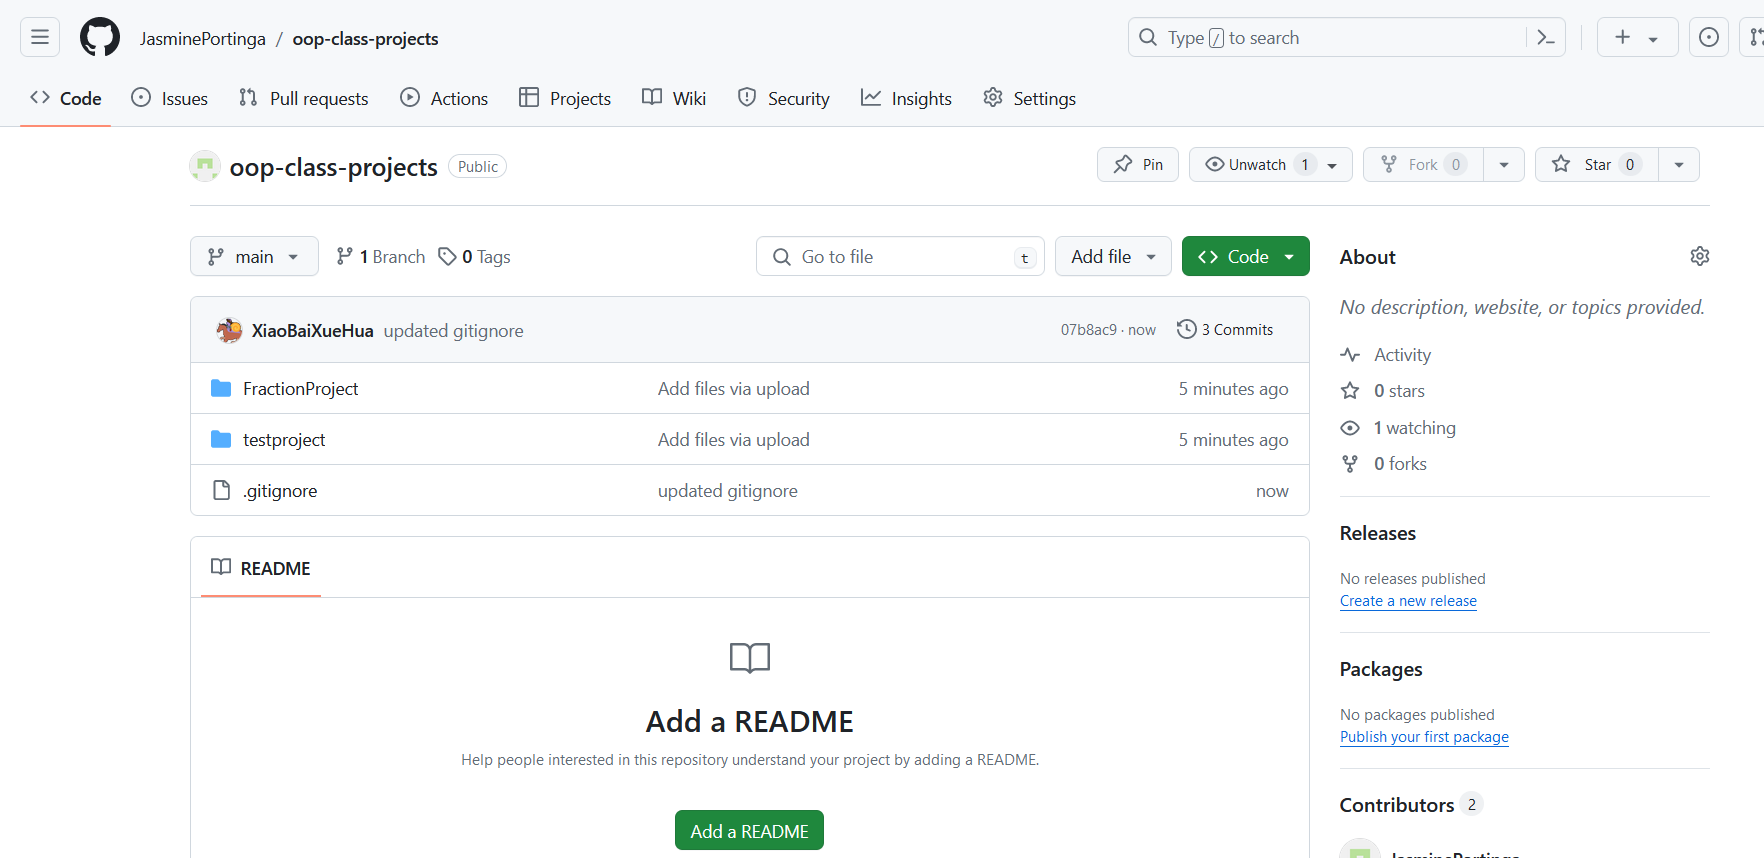 JasminePortinga / oop-class-projects
Type / to search
Code Issues Pull requests Actions Projects Wiki Security Insights Settings
oop-class-projects Public
Pin Unwatch 1 Fork 0 Star 0
main 1 Branch 0 Tags Go to file t Add file Code
XiaoBaiXueHua updated gitignore 07b8ac9 · now 3 Commits
FractionProject Add files via upload 5 minutes ago
testproject Add files via upload 5 minutes ago
.gitignore updated gitignore now
README
Add a README
Help people interested in this repository understand your project by adding a README.
Add a README
About
No description, website, or topics provided.
Activity
0 stars
1 watching
0 forks
Releases
No releases published
Create a new release
Packages
No packages published
Publish your first package
Contributors 2
JasminePortinga